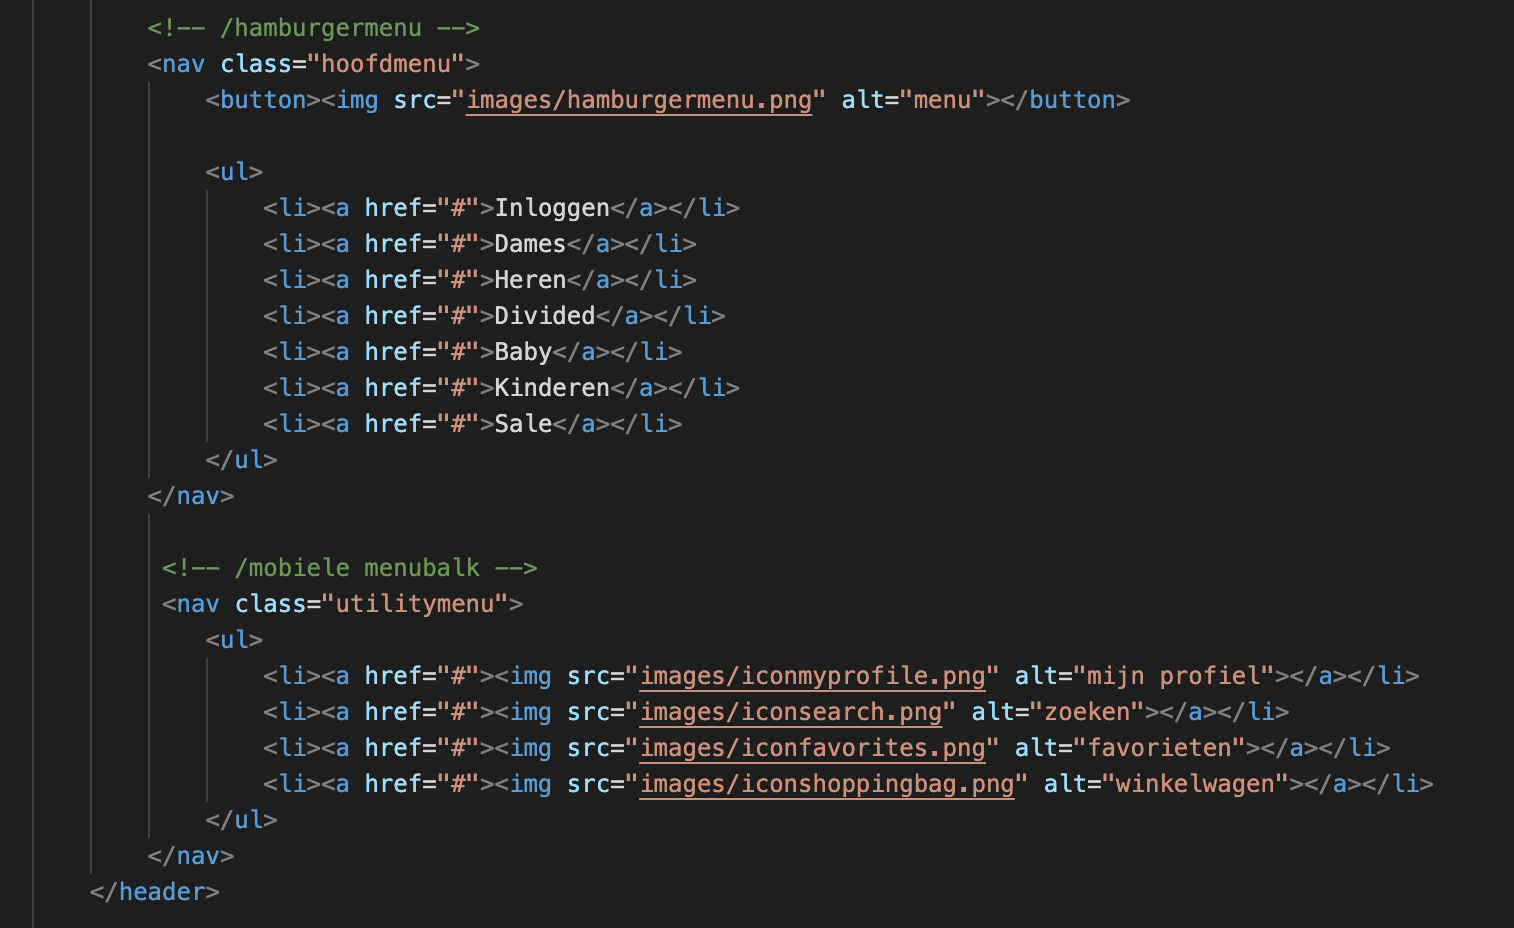 <!-- /hamburgermenu -->
<nav class="hoofdmenu">
<button><img src="images/hamburgermenu.png" alt="menu"></button>
<ul>
<li><a href="#">Inloggen</a></li>
<li><a href="#">Dames</a></li>
<li><a href="#">Heren</a></li>
<li><a href="#">Divided</a></li>
<li><a href="#">Baby</a></li>
<li><a href="#">Kinderen</a></li>
<li><a href="#">Sale</a></li>
</ul>
</nav>
<!-- /mobiele menubalk -->
<nav class="utilitymenu">
<ul>
<li><a href="#"><img src="images/iconmyprofile.png" alt="mijn profiel"></a></li>
<li><a href="#"><img src="images/iconsearch.png" alt="zoeken"></a></li>
<li><a href="#"><img src="images/iconfavorites.png" alt="favorieten"></a></li>
<li><a href="#"><img src="images/iconshoppingbag.png" alt="winkelwagen"></a></li>
</ul>
</nav>
</header>